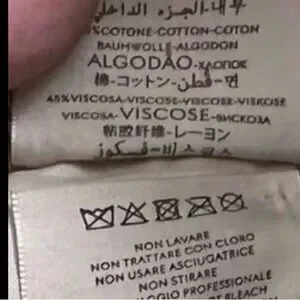 الجزء الداخلي
%COTONE-COTTON-COTON
BAUMWOLLE-ALGODON
ALGODÃO-ХЛОПОК
棉-コットン-قطن-면
45%VISCOSA-VISCOSE-VISCOSE-VISKOSE
VISCOSA-VISCOSE-ВИСКОЗА
粘胶纤维-レーヨン
NON LAVARE
NON TRATTARE CON CLORO
NON USARE ASCIUGATRICE
NON STIRARE
PROFESSIONALE
BLEACH